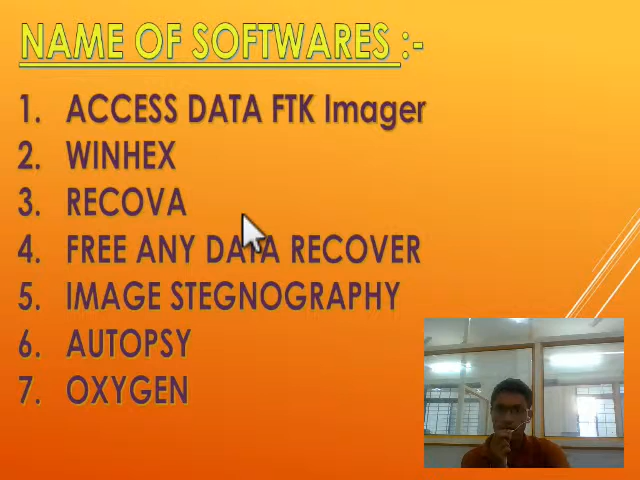 NAME OF SOFTWARES :-
1. ACCESS DATA FTK Imager
2. WINHEX
3. RECOVA
4. FREE ANY DATA RECOVER
5. IMAGE STEGNOGRAPHY
6. AUTOPSY
7. OXYGEN